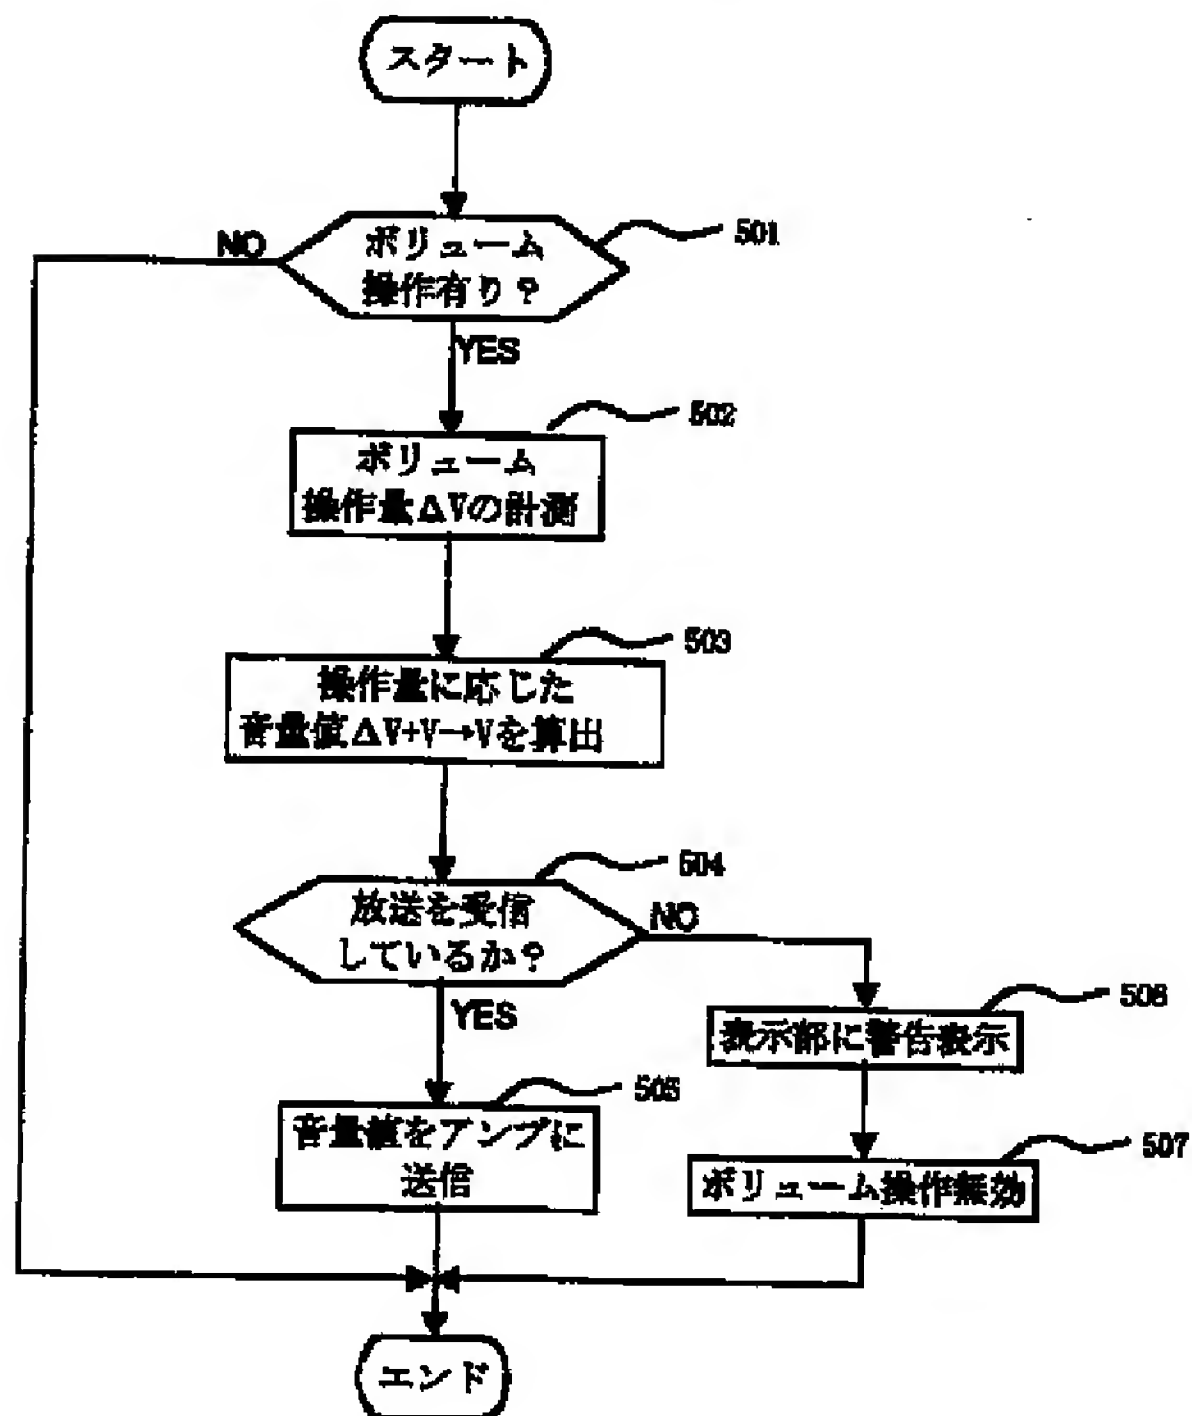 スタート
NO
ボリューム
操作有り?
501
YES
502
ボリューム
操作量ΔVの計測
503
操作量に応じた
音量値ΔV+V→Vを算出
504
放送を受信
しているか?
NO
YES
506
表示部に警告表示
505
音量値をアンプに
送信
507
ボリューム操作無効
エンド